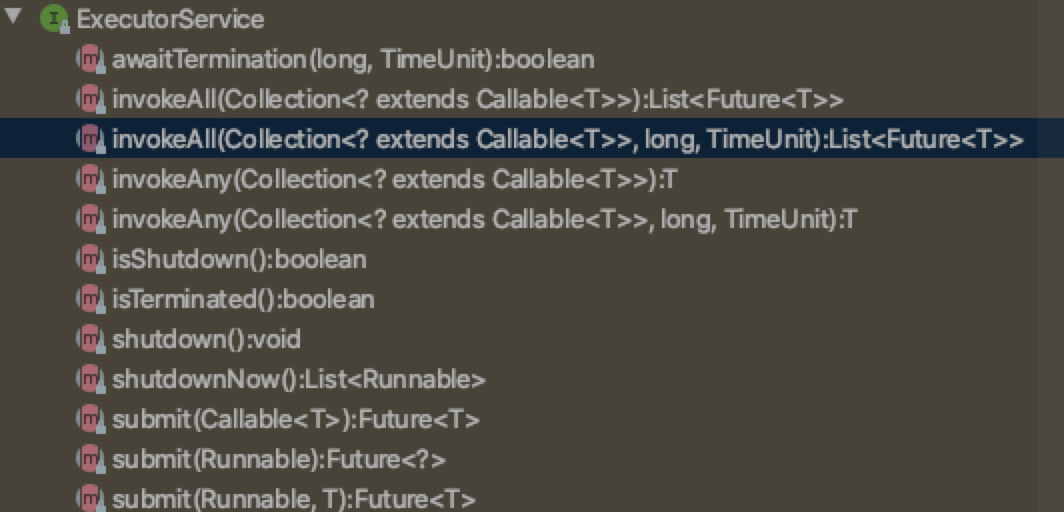 ExecutorService
awaitTermination(long, TimeUnit):boolean
invokeAll(Collection<? extends Callable<T>>):List<Future<T>>
invokeAll(Collection<? extends Callable<T>>, long, TimeUnit):List<Future<T>>
invokeAny(Collection<? extends Callable<T>>):T
invokeAny(Collection<? extends Callable<T>>, long, TimeUnit):T
isShutdown():boolean
isTerminated():boolean
shutdown():void
shutdownNow():List<Runnable>
submit(Callable<T>):Future<T>
submit(Runnable):Future<?>
submit(Runnable, T):Future<T>